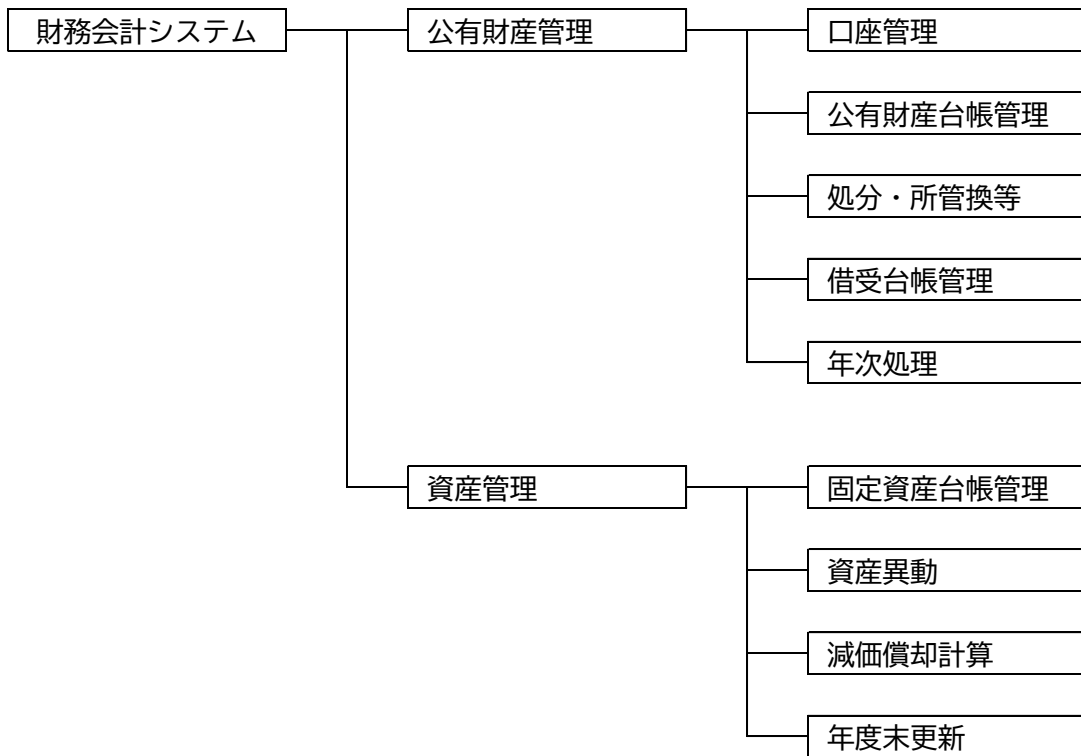 財務会計システム
公有財産管理
口座管理
公有財産台帳管理
処分・所管換等
借受台帳管理
年次処理
資産管理
固定資産台帳管理
資産異動
減価償却計算
年度末更新